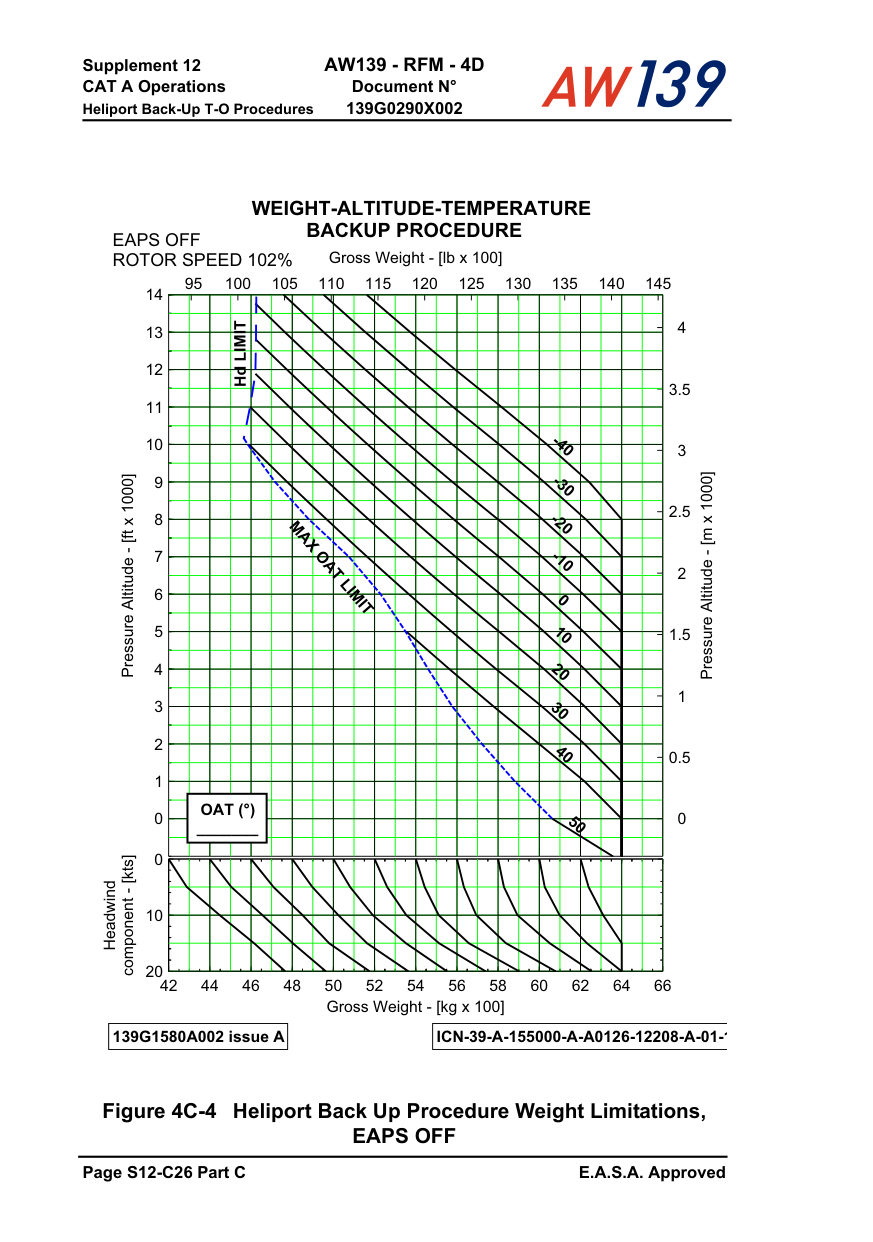 Supplement 12
CAT A Operations
Heliport Back-Up T-O Procedures
AW139 - RFM - 4D
Document N°
139G0290X002
AW139
WEIGHT-ALTITUDE-TEMPERATURE
BACKUP PROCEDURE
EAPS OFF
ROTOR SPEED 102%
Gross Weight - [lb x 100]
95 100 105 110 115 120 125 130 135 140 145
14
13
12
11
10
9
8
7
6
5
4
3
2
1
0
Pressure Altitude - [ft x 1000]
Hd LIMIT
MAX OAT LIMIT
-40
-30
-20
-10
0
10
20
30
40
50
OAT (°)
4
3.5
3
2.5
2
1.5
1
0.5
0
Pressure Altitude - [m x 1000]
Headwind
component - [kts]
0
10
20
42 44 46 48 50 52 54 56 58 60 62 64 66
Gross Weight - [kg x 100]
139G1580A002 issue A
ICN-39-A-155000-A-A0126-12208-A-01-
Figure 4C-4 Heliport Back Up Procedure Weight Limitations,
EAPS OFF
Page S12-C26 Part C
E.A.S.A. Approved